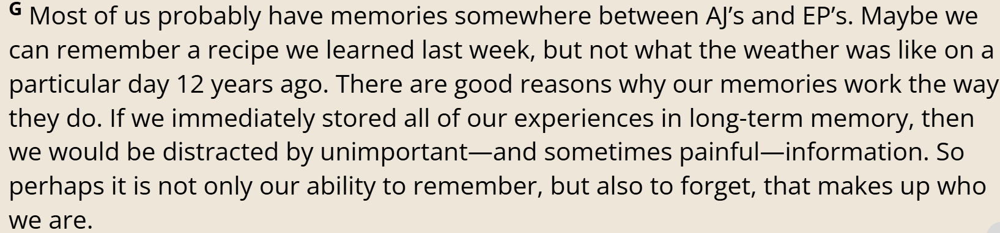 G Most of us probably have memories somewhere between AJ’s and EP’s. Maybe we
can remember a recipe we learned last week, but not what the weather was like on a
particular day 12 years ago. There are good reasons why our memories work the way
they do. If we immediately stored all of our experiences in long-term memory, then
we would be distracted by unimportant—and sometimes painful—information. So
perhaps it is not only our ability to remember, but also to forget, that makes up who
we are.